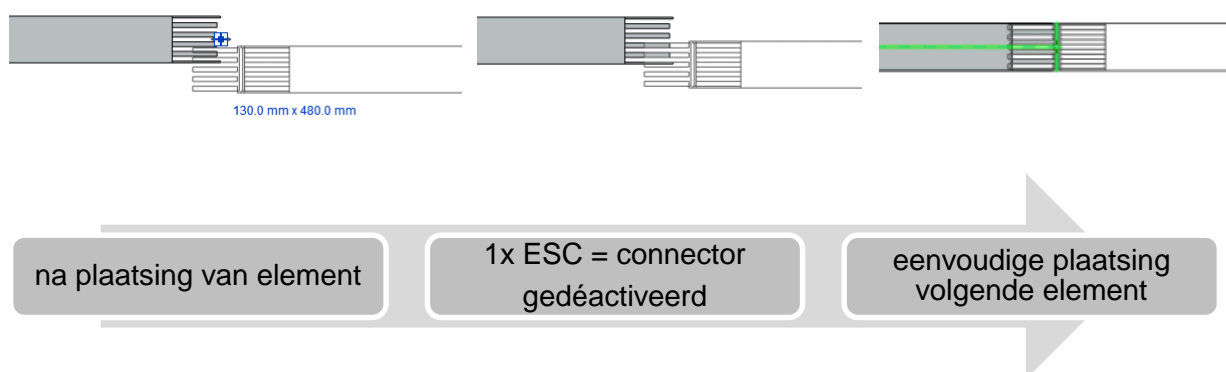 130.0 mm x 480.0 mm
na plaatsing van element
1x ESC = connector
gedéactiveerd
eenvoudige plaatsing
volgende element